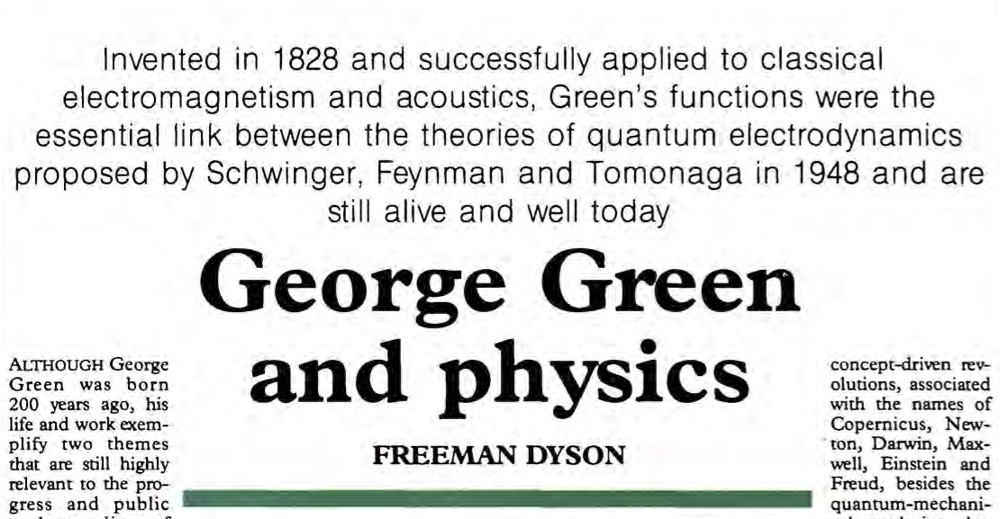 Invented in 1828 and successfully applied to classical
electromagnetism and acoustics, Green's functions were the
essential link between the theories of quantum electrodynamics
proposed by Schwinger, Feynman and Tomonaga in 1948 and are
still alive and well today
George Green
and physics
FREEMAN DYSON
ALTHOUGH George
Green was born
200 years ago, his
life and work exem-
plify two themes
that are still highly
relevant to the pro-
gress and public
concept-driven rev-
olutions, associated
with the names of
Copernicus, New-
ton, Darwin, Max-
well, Einstein and
Freud, besides the
quantum-mechani-